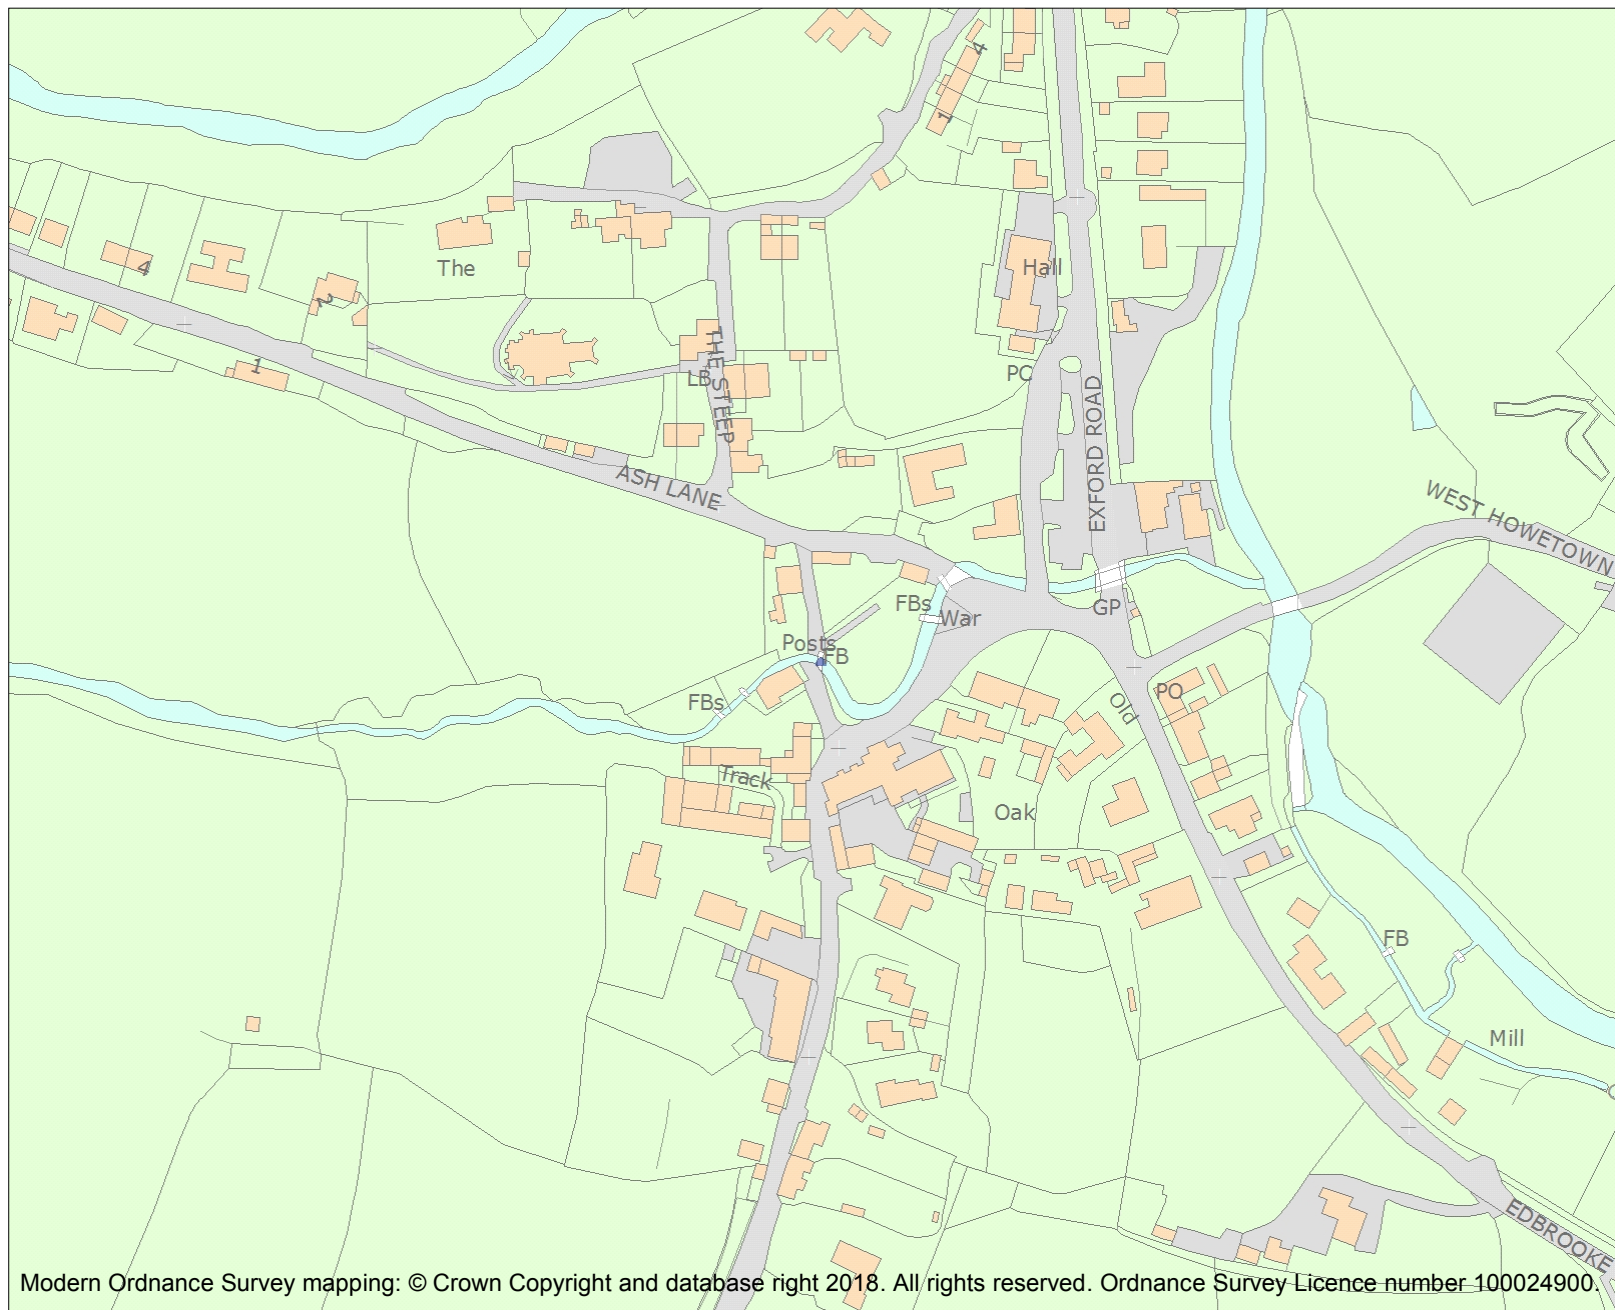 4
1
The
Hall
4
2
1
THE STEEP
LB
PC
EXFORD ROAD
ASH LANE
WEST HOWETOWN
FBs
War
GP
Posts
FB
FBs
PO
Old
Track
Oak
FB
Mill
EDBROOKE
Modern Ordnance Survey mapping: © Crown Copyright and database right 2018. All rights reserved. Ordnance Survey Licence number 100024900.